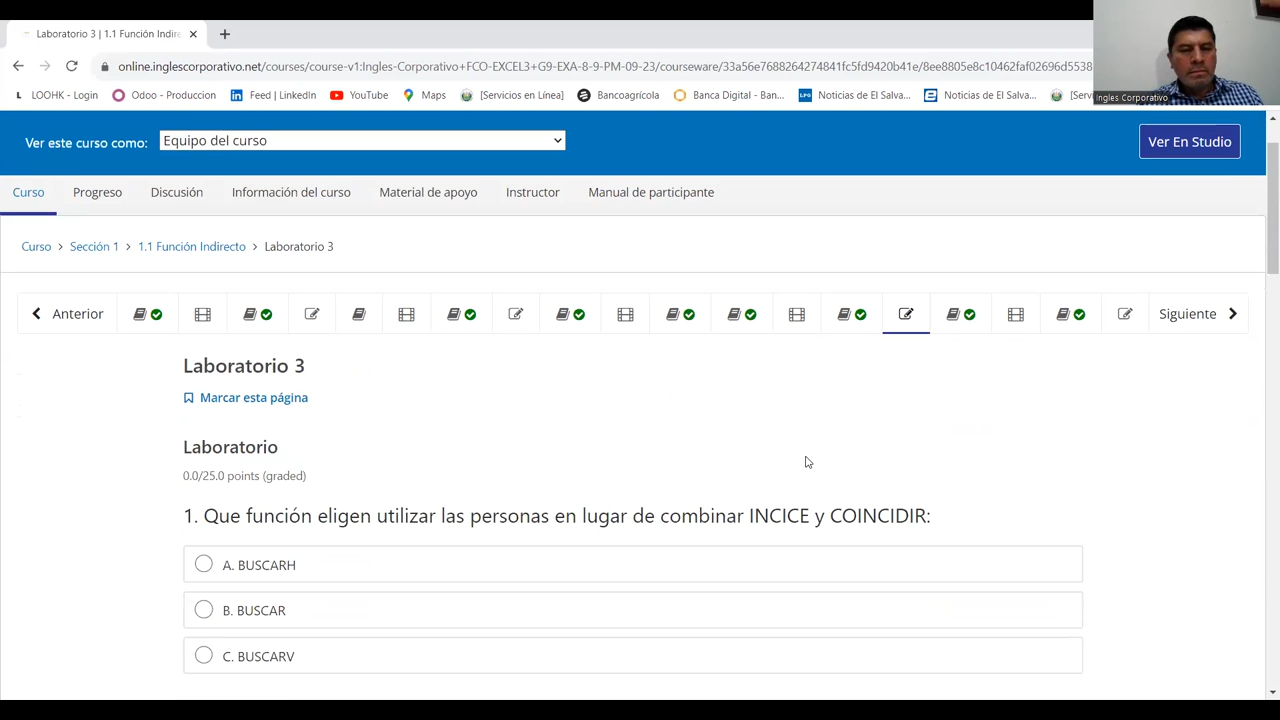 Laboratorio 3 | 1.1 Función Indire
online.inglescorporativo.net/courses/course-v1:Ingles-Corporativo+FCO-EXCEL3+G9-EXA-8-9-PM-09-23/courseware/33a56e7688264274841fc5fd9420b41e/8ee8805e8c10462faf02696d5538
LOOHK - Login
Odoo - Produccion
Feed | LinkedIn
YouTube
Maps
[Servicios en Línea]
Bancoagrícola
Banca Digital - Ban...
LPG
Noticias de El Salva...
Noticias de El Salva...
[Serv
Ingles Corporativo
Ver este curso como:
Equipo del curso
Ver En Studio
Curso
Progreso
Discusión
Información del curso
Material de apoyo
Instructor
Manual de participante
Curso > Sección 1 > 1.1 Función Indirecto > Laboratorio 3
Anterior
Siguiente
Laboratorio 3
Marcar esta página
Laboratorio
0.0/25.0 points (graded)
1. Que función eligen utilizar las personas en lugar de combinar INCICE y COINCIDIR:
A. BUSCARH
B. BUSCAR
C. BUSCARV